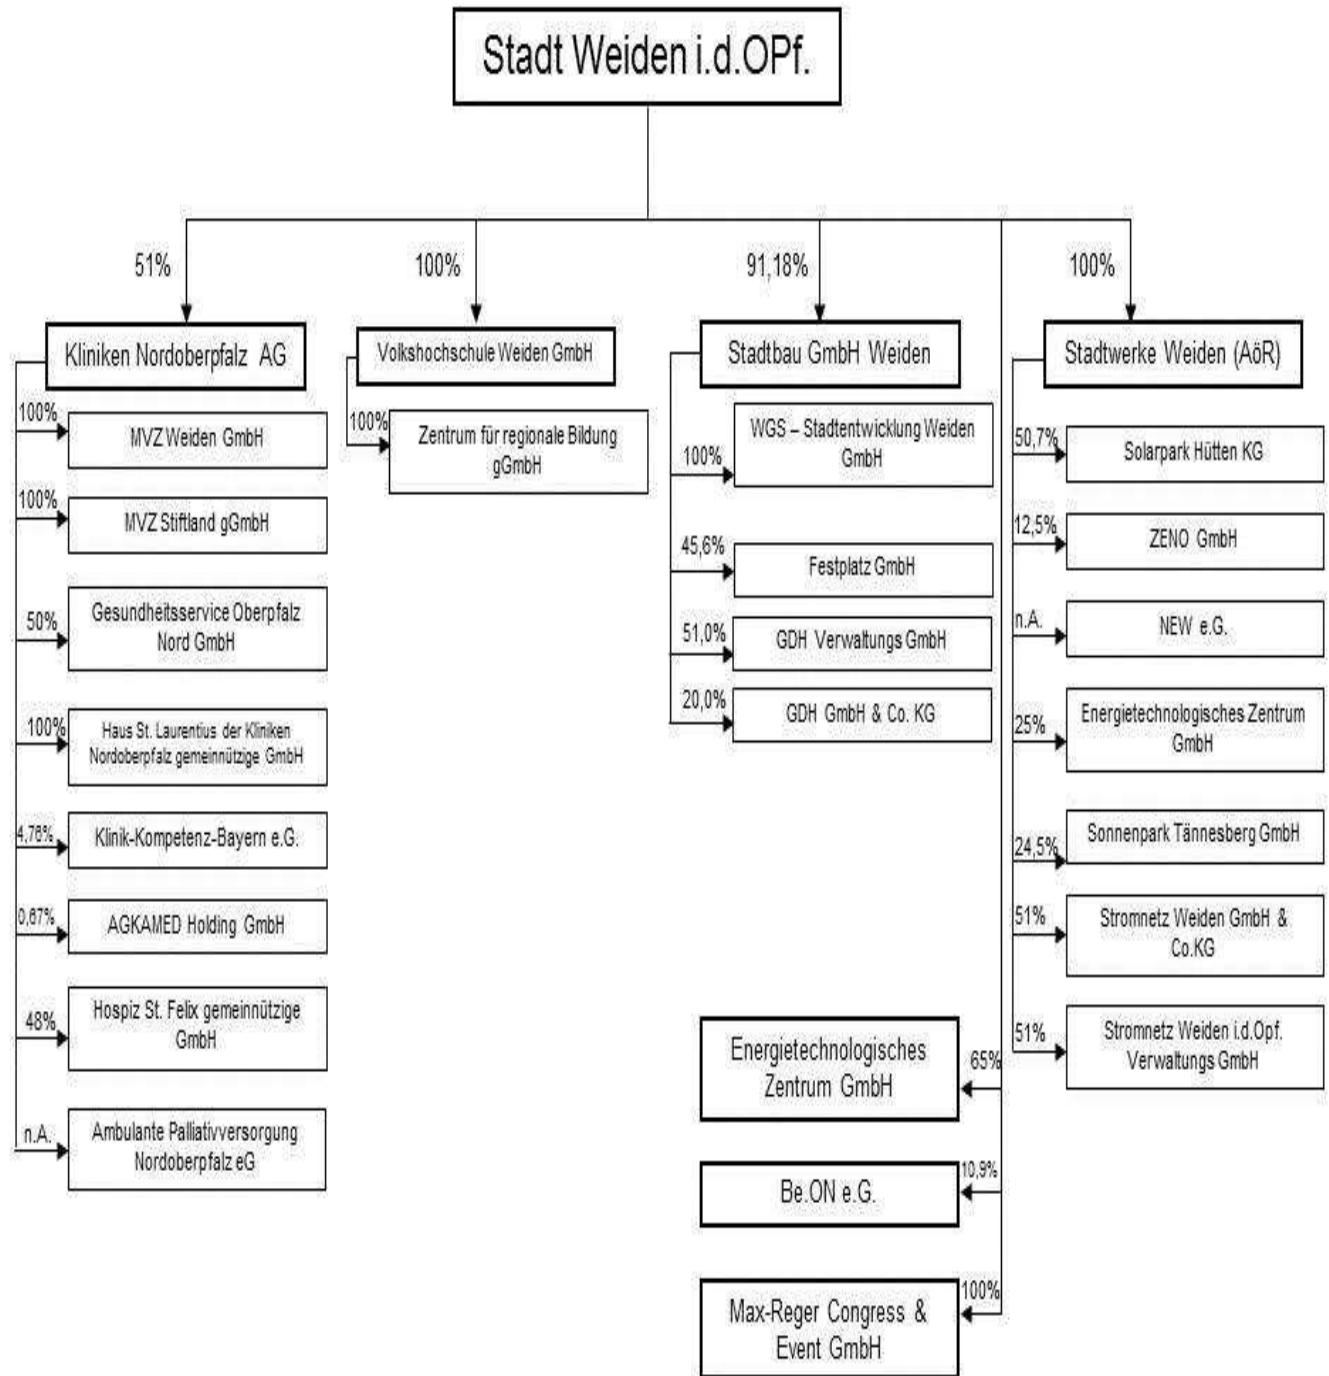 Stadt Weiden i.d.OPf.
51%
100%
91,18%
100%
Kliniken Nordoberpfalz AG
100%
MVZ Weiden GmbH
100%
MVZ Stiftland gGmbH
50%
Gesundheitsservice Oberpfalz
Nord GmbH
100%
Haus St. Laurentius der Kliniken
Nordoberpfalz gemeinnützige GmbH
4,76%
Klinik-Kompetenz-Bayern e.G.
0,67%
AGKAMED Holding GmbH
48%
Hospiz St. Felix gemeinnützige
GmbH
n.A.
Ambulante Palliativversorgung
Nordoberpfalz eG
Volkshochschule Weiden GmbH
100%
Zentrum für regionale Bildung
gGmbH
Stadtbau GmbH Weiden
100%
WGS – Stadtentwicklung Weiden
GmbH
45,6%
Festplatz GmbH
51,0%
GDH Verwaltungs GmbH
20,0%
GDH GmbH & Co. KG
Stadtwerke Weiden (AöR)
50,7%
Solarpark Hütten KG
12,5%
ZENO GmbH
n.A.
NEW e.G.
25%
Energietechnologisches Zentrum
GmbH
24,5%
Sonnenpark Tännesberg GmbH
51%
Stromnetz Weiden GmbH &
Co.KG
51%
Stromnetz Weiden i.d.Opf.
Verwaltungs GmbH
Energietechnologisches
Zentrum GmbH
65%
Be.ON e.G.
10,9%
Max-Reger Congress &
Event GmbH
100%